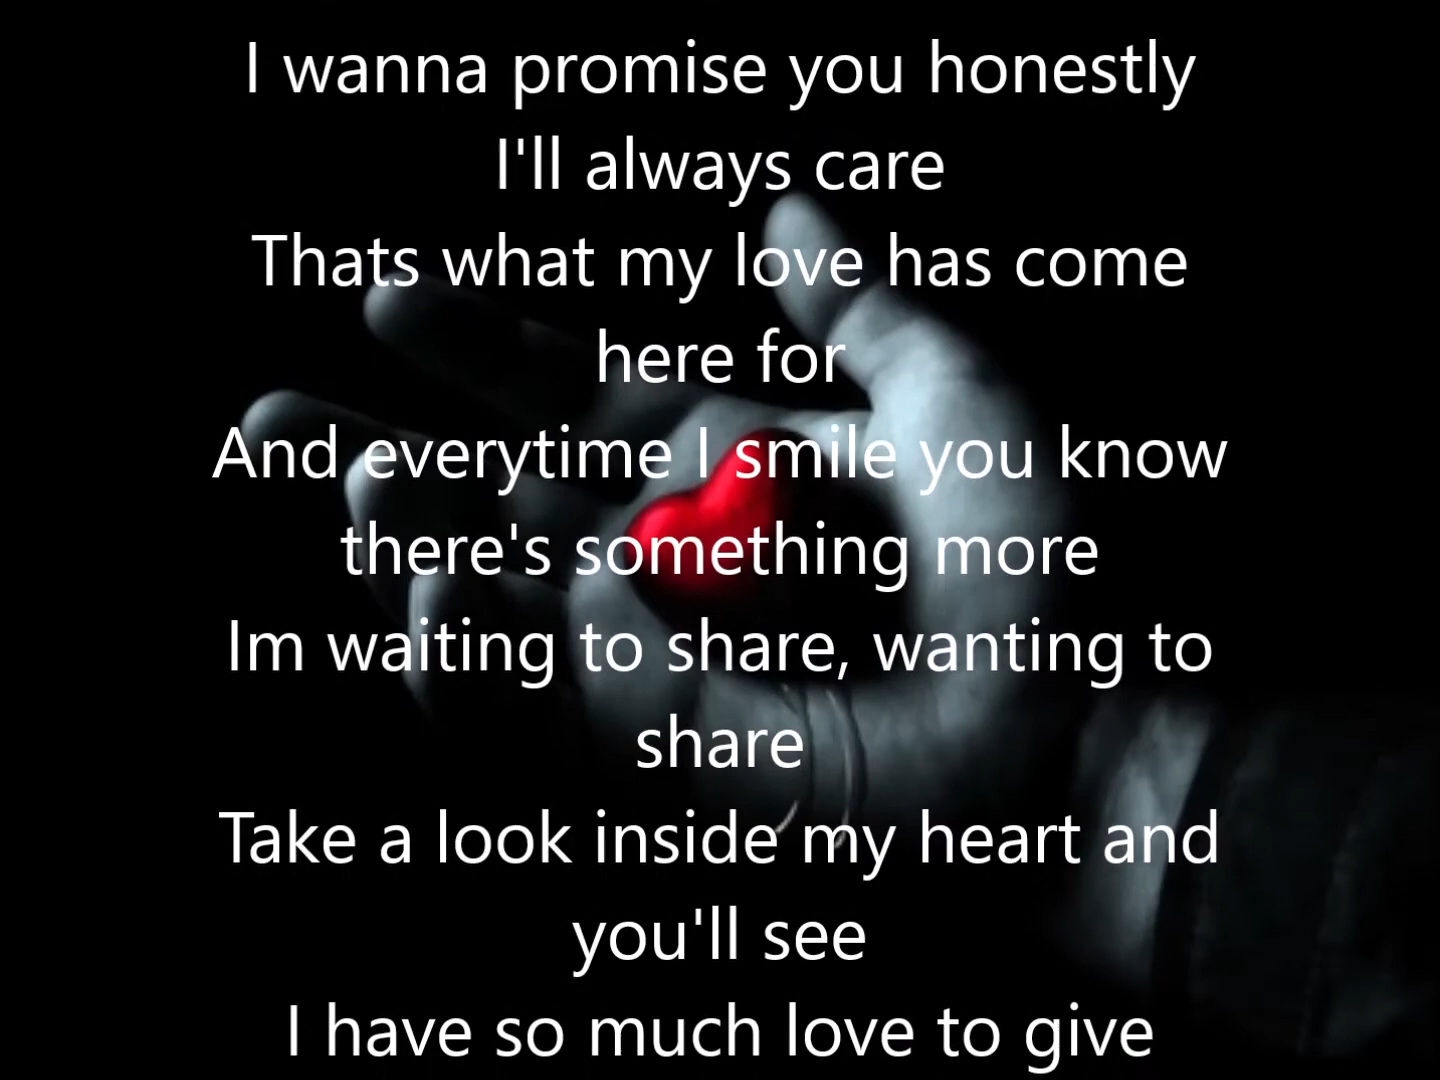 I wanna promise you honestly
I'll always care
Thats what my love has come
here for
And everytime I smile you know
there's something more
Im waiting to share, wanting to
share
Take a look inside my heart and
you'll see
I have so much love to give